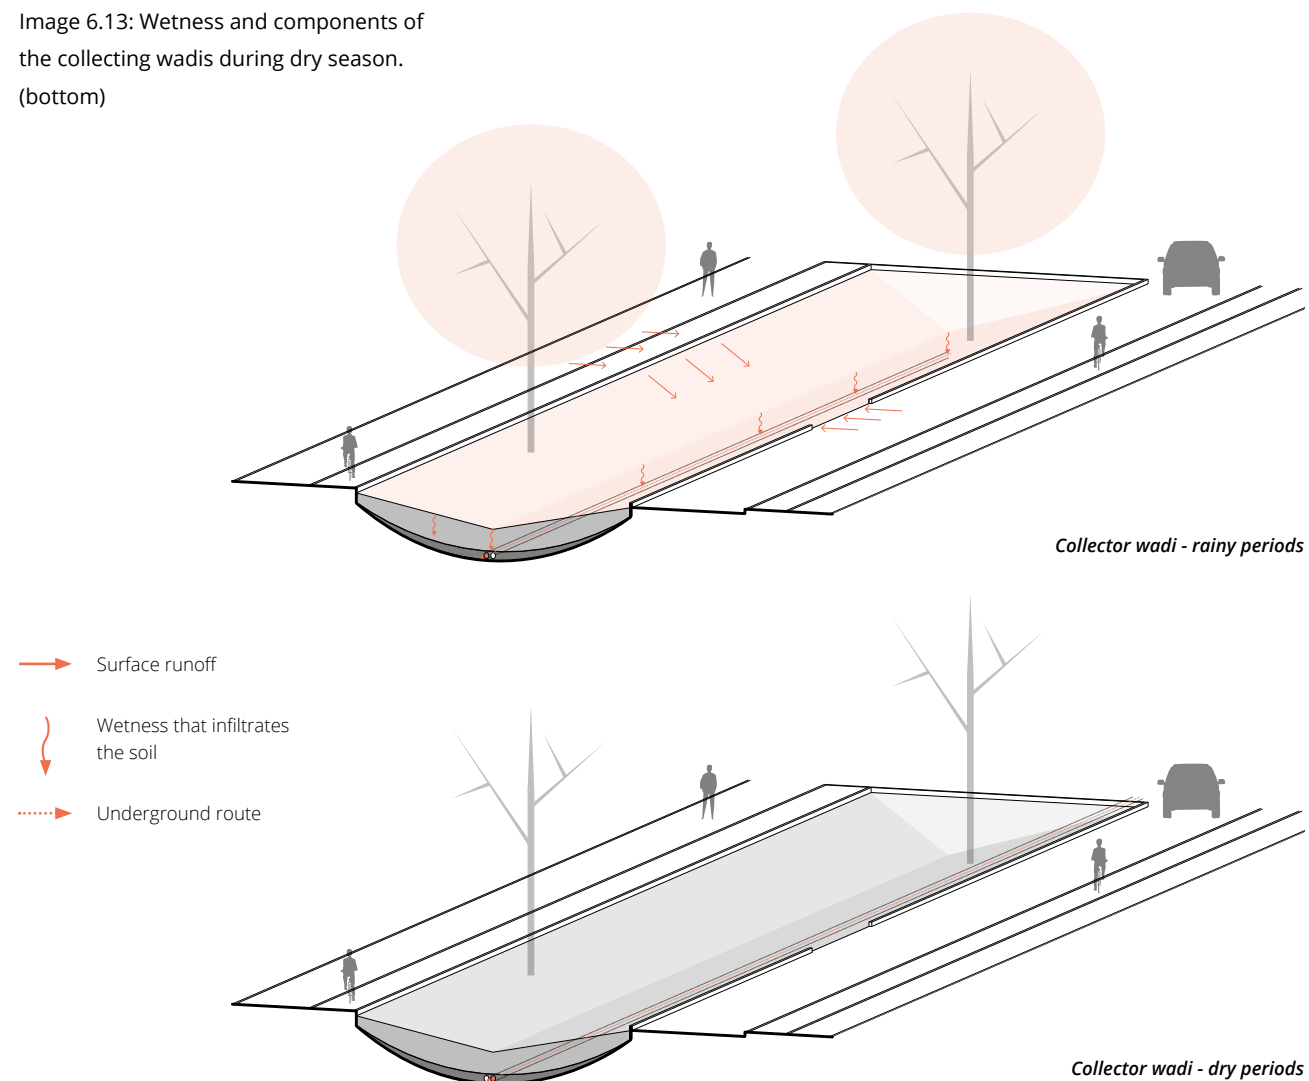 Image 6.13: Wetness and components of
the collecting wadis during dry season.
(bottom)
Collector wadi - rainy periods
Surface runoff
Wetness that infiltrates
the soil
Underground route
Collector wadi - dry periods